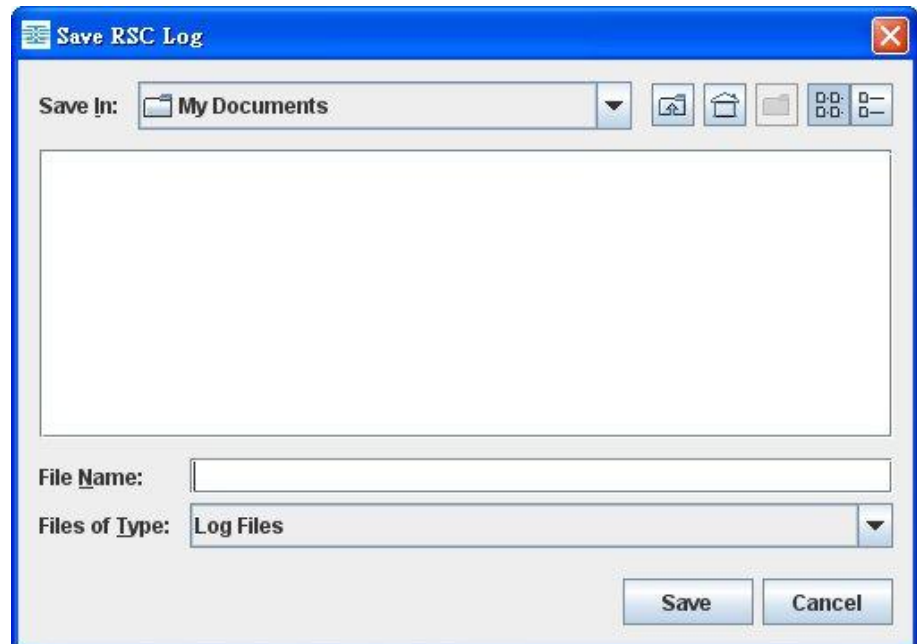 Save RSC Log
Save In: My Documents
File Name:
Files of Type: Log Files
Save Cancel